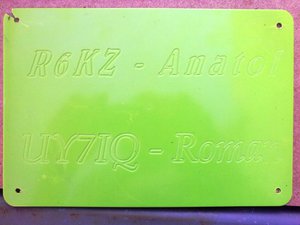 R6KZ - Anatol
UY7IQ - Roman